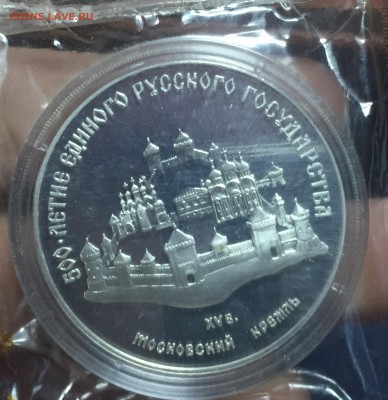 COINS.LAVE.RU
500-ЛЕТИЕ ЕДИНОГО РУССКОГО ГОСУДАРСТВА
XV в.
МОСКОВСКИЙ КРЕМЛЬ